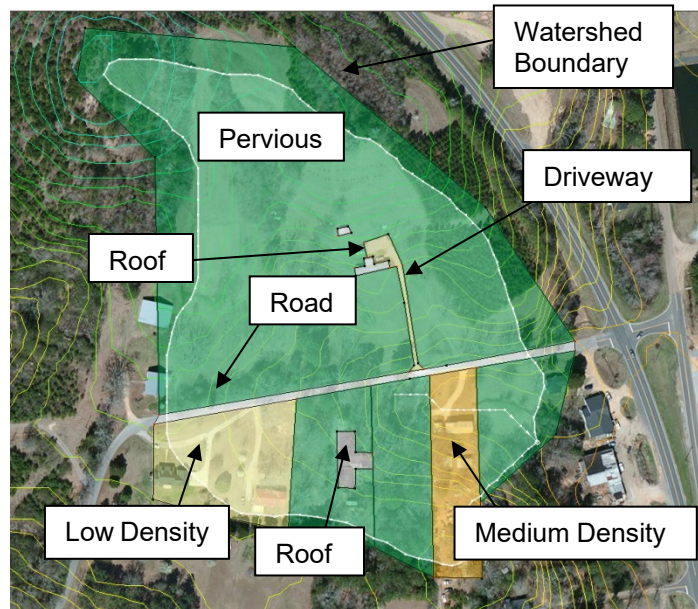 Watershed
Boundary
Pervious
Driveway
Roof
Road
Low Density
Roof
Medium Density